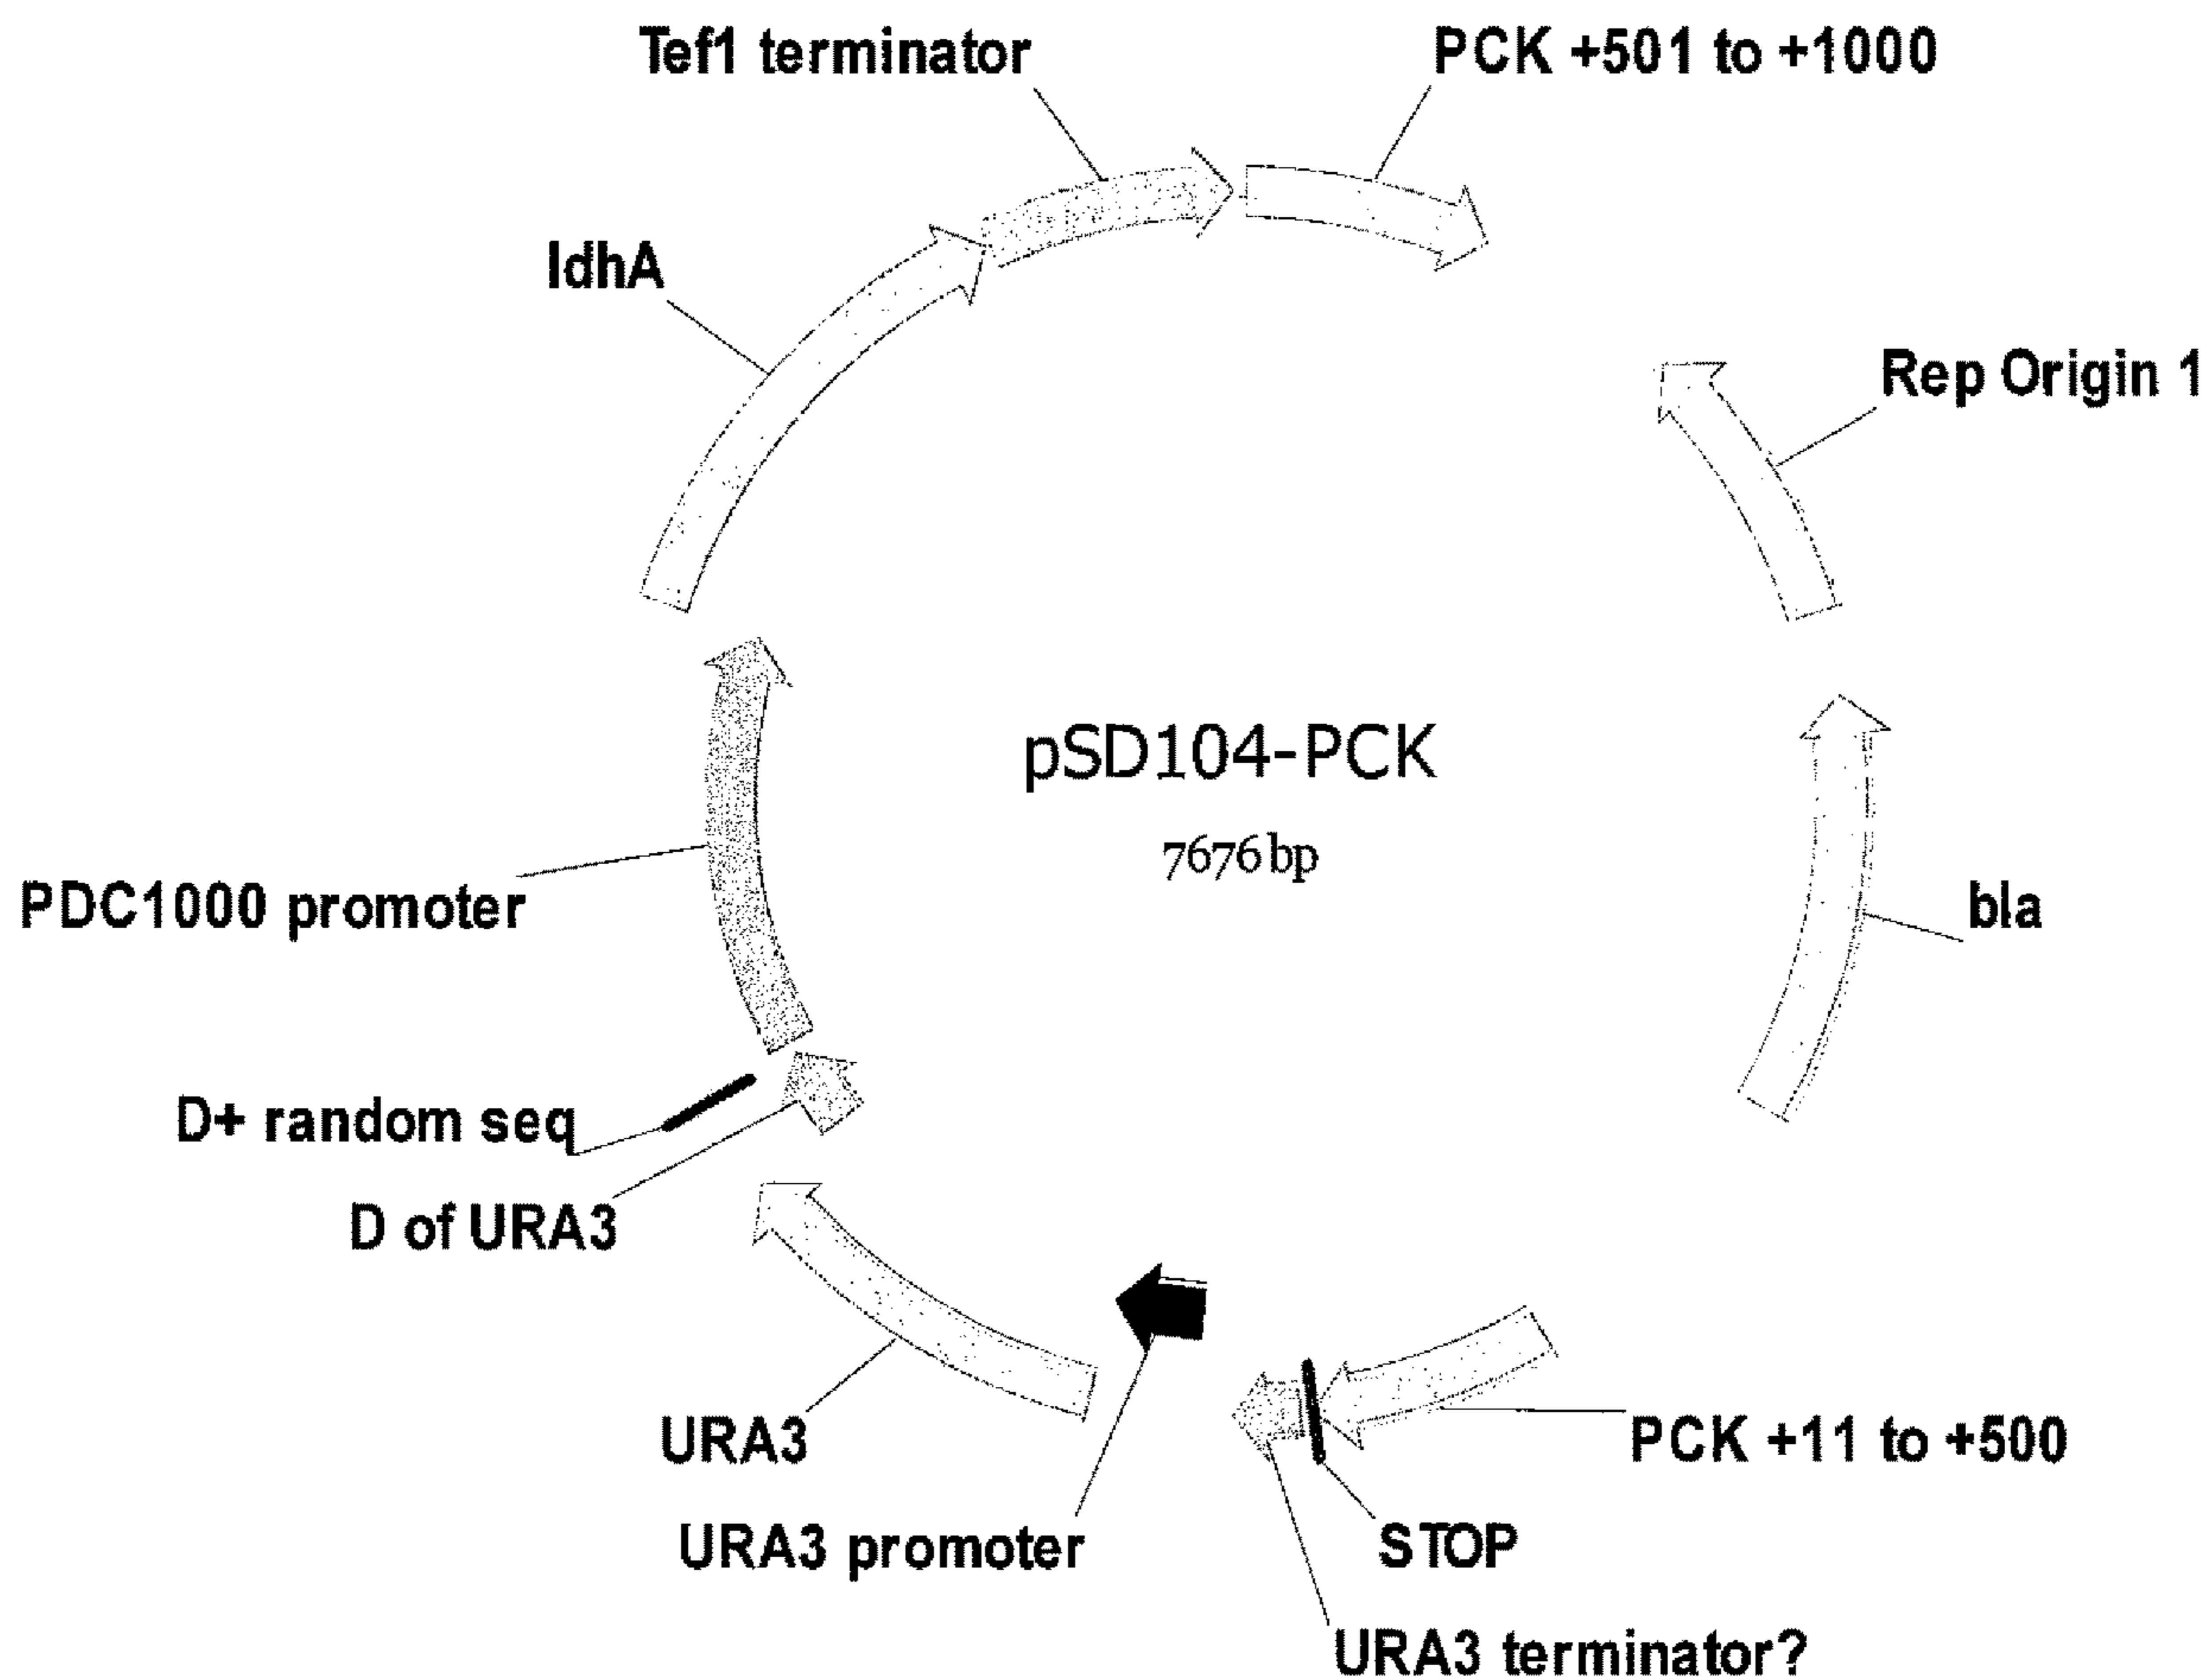 Tef1 terminator
PCK +501 to +1000
ldhA
Rep Origin 1
pSD104-PCK
7676 bp
PDC1000 promoter
bla
D+ random seq
D of URA3
URA3
PCK +11 to +500
URA3 promoter
STOP
URA3 terminator?